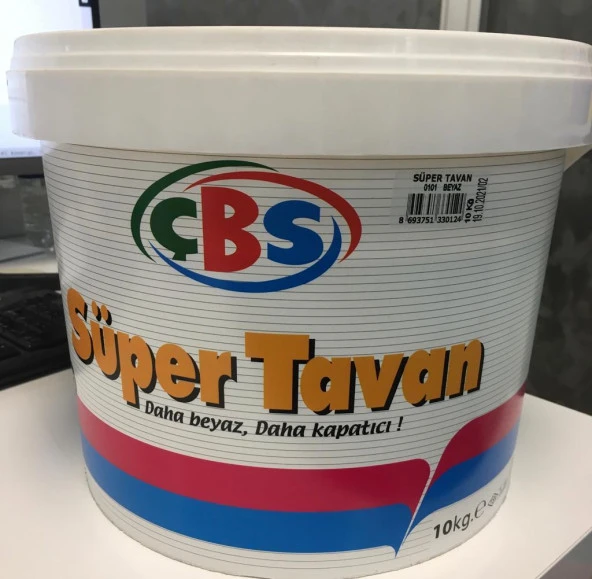 ÇBS
SÜPER TAVAN
0101 BEYAZ
8 693751 330124
10 KG
19.10.2021/02
Süper Tavan
Daha beyaz, Daha kapatıcı !
10kg.e